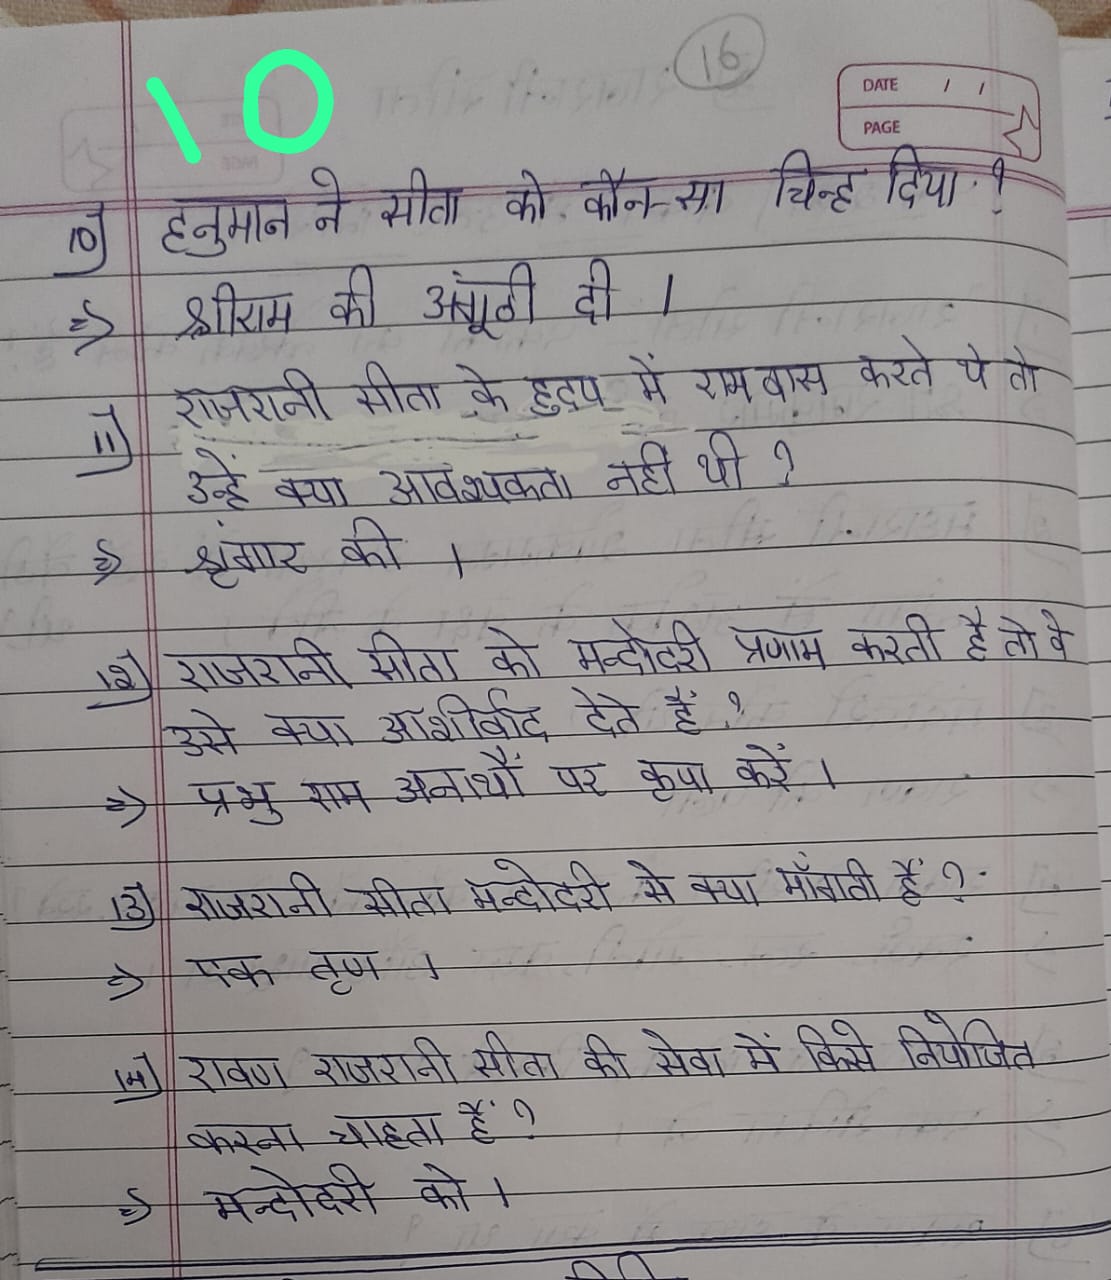 10
16
DATE / /
PAGE
10) हनुमान ने सीता को कौन-सा चिन्ह दिया ?
=> श्रीराम की अंगूठी दी ।
11) राजरानी सीता के हृदय में राम वास करते थे तो
उन्हें क्या आवश्यकता नहीं थी ?
=> श्रृंगार की ।
12) राजरानी सीता को मन्दोदरी प्रणाम करती हैं तो वे
उसे क्या आशीर्वाद देते हैं ?
=> प्रभु राम अनाथों पर कृपा करें ।
13) राजरानी सीता मन्दोदरी से क्या माँगती हैं ?
=> एक तृण ।
14) रावण राजरानी सीता की सेवा में किसे नियोजित
करना चाहता हैं ?
=> मन्दोदरी को ।